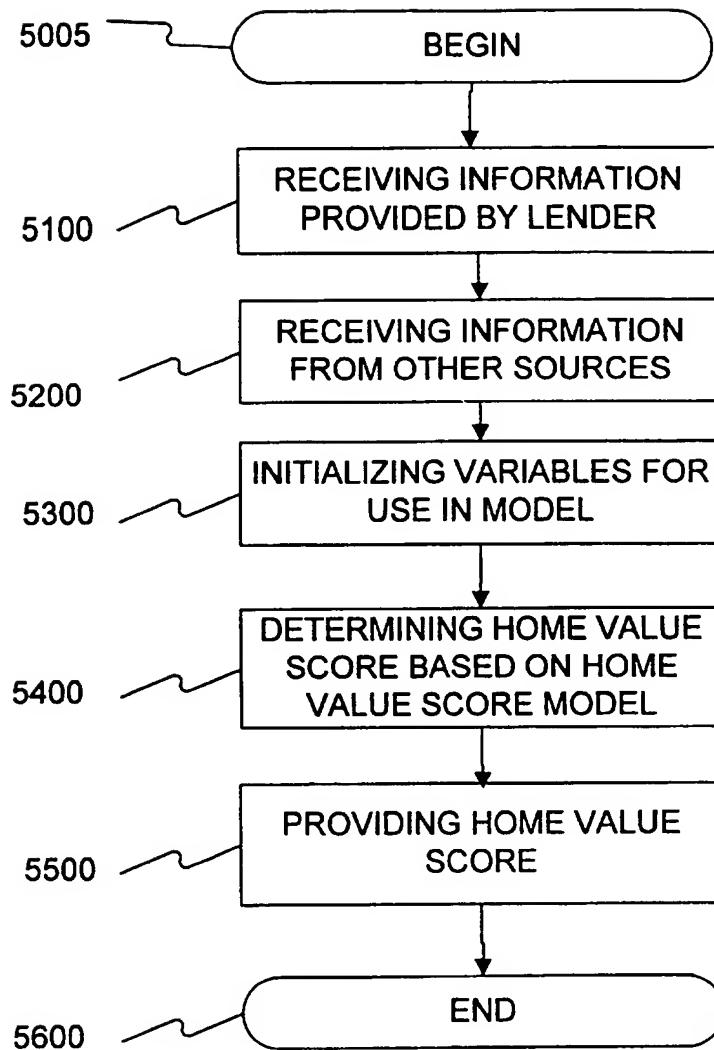 5005
BEGIN
5100
RECEIVING INFORMATION
PROVIDED BY LENDER
5200
RECEIVING INFORMATION
FROM OTHER SOURCES
5300
INITIALIZING VARIABLES FOR
USE IN MODEL
5400
DETERMINING HOME VALUE
SCORE BASED ON HOME
VALUE SCORE MODEL
5500
PROVIDING HOME VALUE
SCORE
5600
END